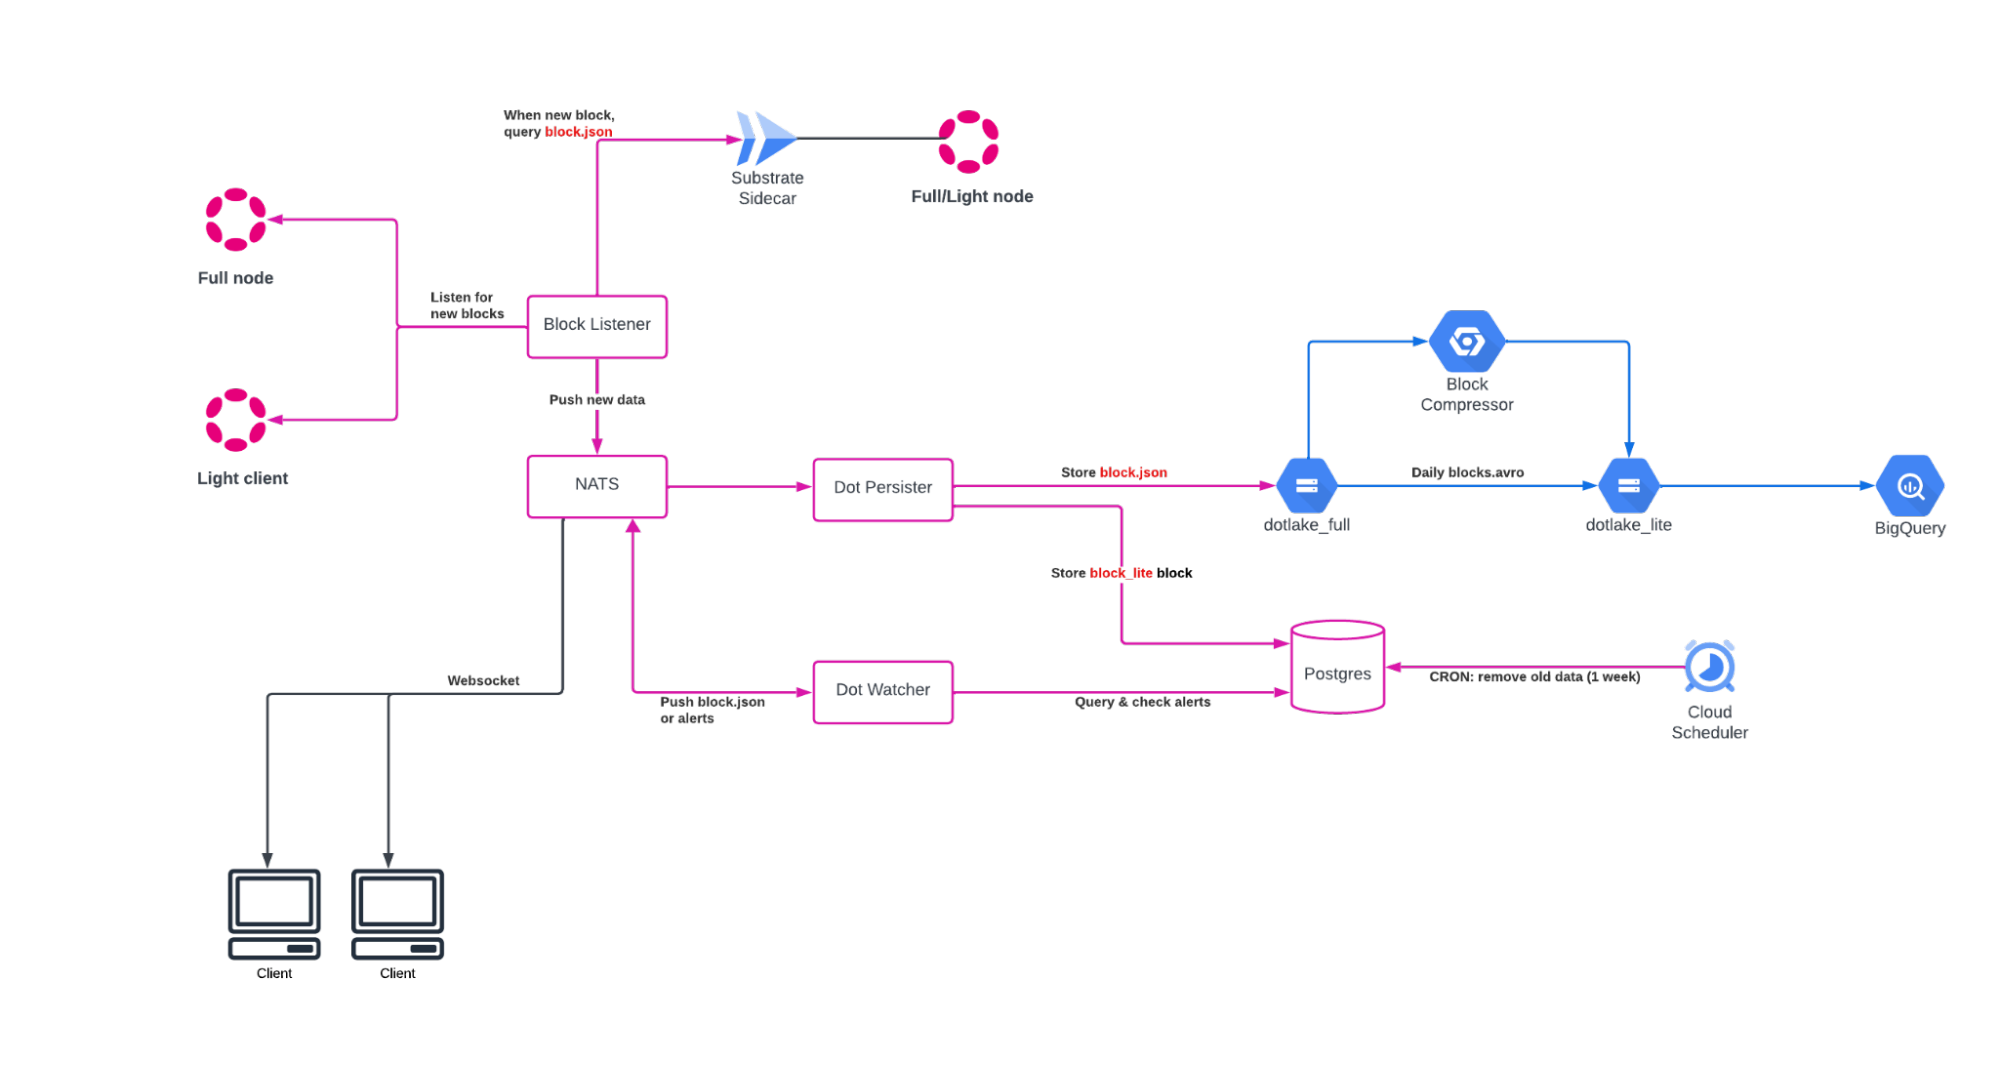 When new block,
query block.json
Substrate
Sidecar
Full/Light node
Full node
Listen for
new blocks
Block Listener
Light client
Push new data
NATS
Dot Persister
Store block.json
dotlake_full
Block
Compressor
Daily blocks.avro
dotlake_lite
BigQuery
Store block_lite block
Websocket
Push block.json
or alerts
Dot Watcher
Query & check alerts
Postgres
CRON: remove old data (1 week)
Cloud
Scheduler
Client
Client